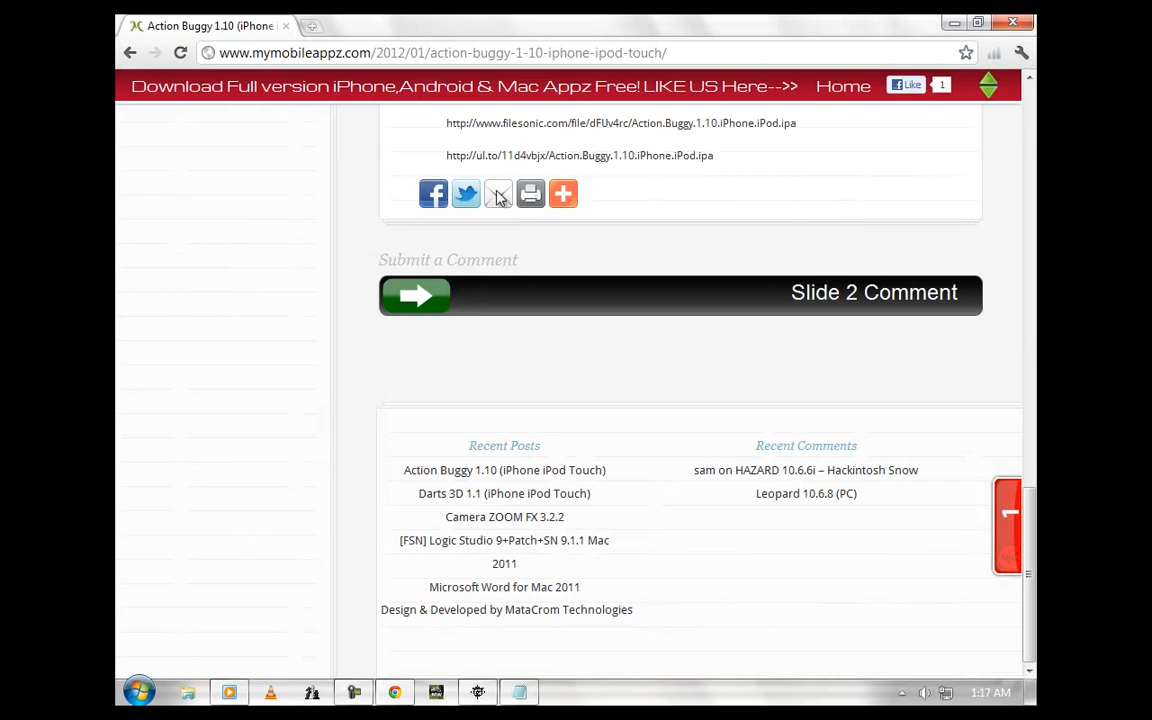 Action Buggy 1.10 (iPhone
www.mymobileappz.com/2012/01/action-buggy-1-10-iphone-ipod-touch/
Download Full version iPhone,Android & Mac Appz Free! LIKE US Here-->> Home Like 1
http://www.filesonic.com/file/dFUv4rc/Action.Buggy.1.10.iPhone.iPod.ipa
http://ul.to/11d4vbjx/Action.Buggy.1.10.iPhone.iPod.ipa
Submit a Comment
Slide 2 Comment
Recent Posts
Action Buggy 1.10 (iPhone iPod Touch)
Darts 3D 1.1 (iPhone iPod Touch)
Camera ZOOM FX 3.2.2
[FSN] Logic Studio 9+Patch+SN 9.1.1 Mac
2011
Microsoft Word for Mac 2011
Design & Developed by MataCrom Technologies
Recent Comments
sam on HAZARD 10.6.6i – Hackintosh Snow
Leopard 10.6.8 (PC)
1
1:17 AM